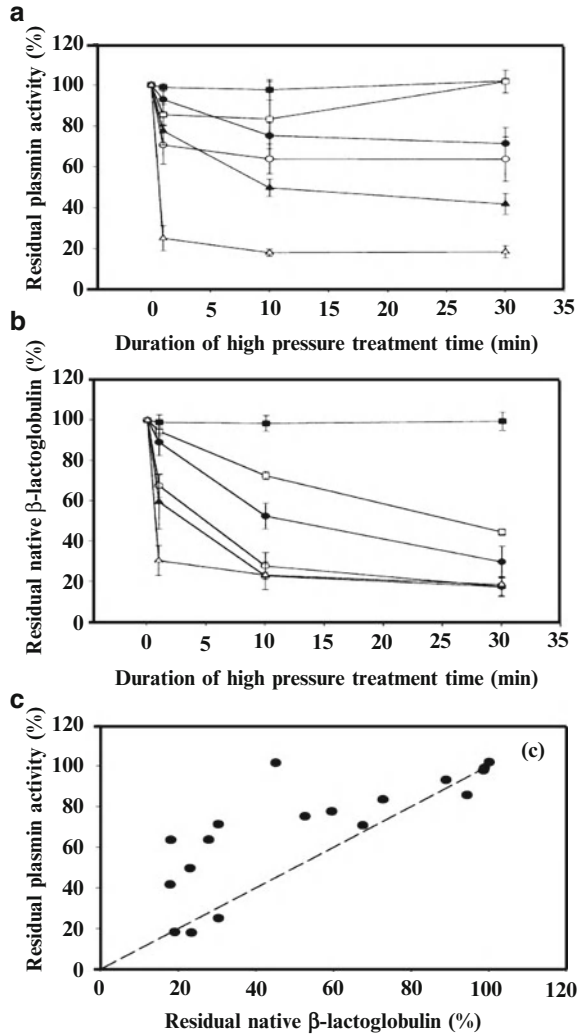 a
120
100
80
60
40
20
0
Residual plasmin activity (%)
0 5 10 15 20 25 30 35
Duration of high pressure treatment time (min)
b
120
100
80
60
40
20
0
Residual native β-lactoglobulin (%)
0 5 10 15 20 25 30 35
Duration of high pressure treatment time (min)
c
120
100
80
60
40
20
0
Residual plasmin activity (%)
(c)
0 20 40 60 80 100 120
Residual native β-lactoglobulin (%)